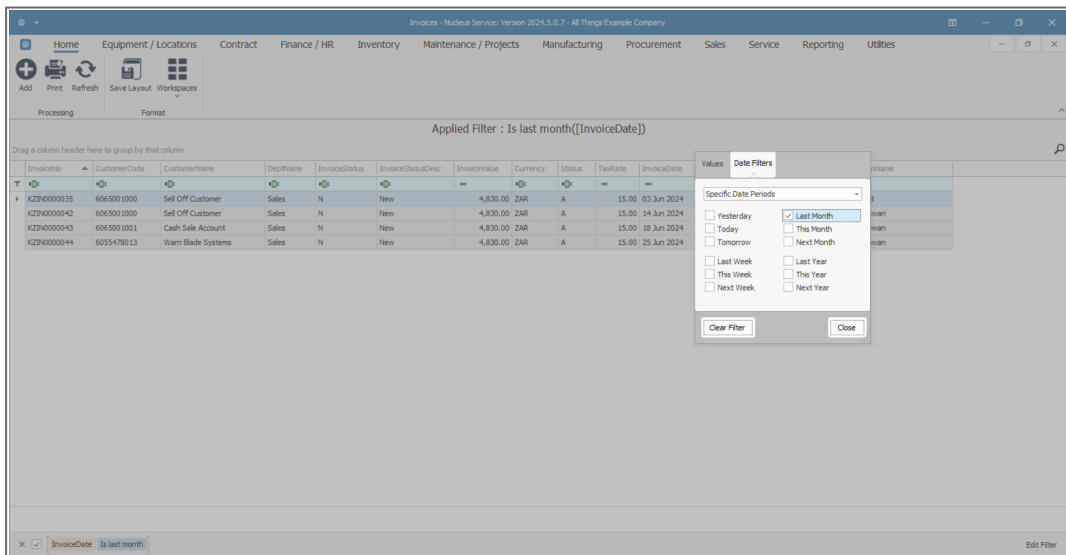 Invoices - Nucleus Service: Version 2024.5.0.7 - All Things Example Company
Home Equipment / Locations Contract Finance / HR Inventory Maintenance / Projects Manufacturing Procurement Sales Service Reporting Utilities
Add Print Refresh Save Layout Workspaces
Processing Format
Applied Filter : Is last month([InvoiceDate])
Drag a column header here to group by that column
InvoiceNo CustomerCode CustomerName DeptName InvoiceStatus InvoiceStatusDesc InvoiceValue Currency Status TaxRate InvoiceDate
KZIN0000035 6065001000 Sell Off Customer Sales N New 4,830.00 ZAR A 15.00 03 Jun 2024
KZIN0000042 6065001000 Sell Off Customer Sales N New 4,830.00 ZAR A 15.00 14 Jun 2024
KZIN0000043 6065001001 Cash Sale Account Sales N New 4,830.00 ZAR A 15.00 18 Jun 2024
KZIN0000044 6055478013 Warn Blade Systems Sales N New 4,830.00 ZAR A 15.00 25 Jun 2024
Values Date Filters
Specific Date Periods
Yesterday Last Month
Today This Month
Tomorrow Next Month
Last Week Last Year
This Week This Year
Next Week Next Year
Clear Filter Close
InvoiceDate Is last month Edit Filter